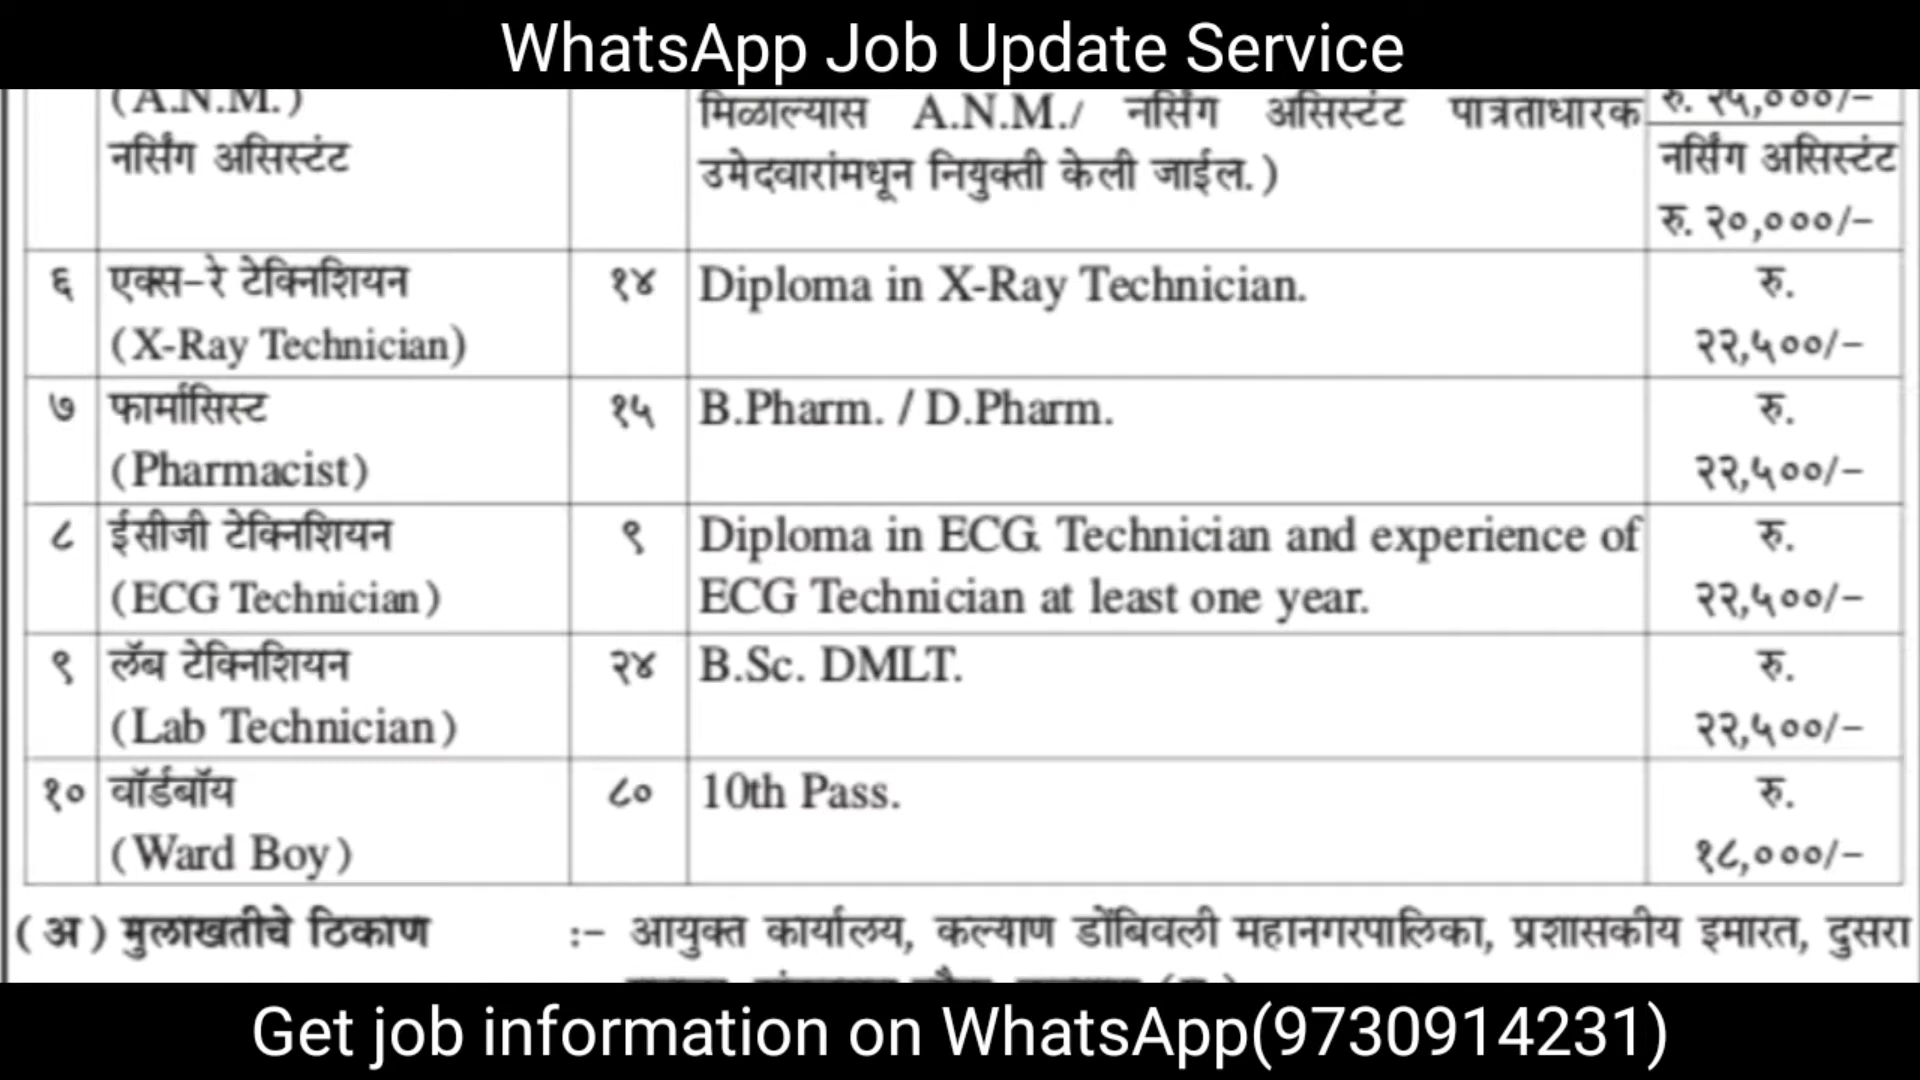 WhatsApp Job Update Service
(A.N.M.)
नर्सिंग असिस्टंट
मिळाल्यास A.N.M./ नर्सिंग असिस्टंट पात्रताधारक
उमेदवारांमधून नियुक्ती केली जाईल.)
रु. २५,०००/-
नर्सिंग असिस्टंट
रु. २०,०००/-
६ एक्स-रे टेक्निशियन १४ Diploma in X-Ray Technician. रु.
(X-Ray Technician) २२,५००/-
७ फार्मासिस्ट १५ B.Pharm. / D.Pharm. रु.
(Pharmacist) २२,५००/-
८ ईसीजी टेक्निशियन ९ Diploma in ECG Technician and experience of रु.
(ECG Technician) ECG Technician at least one year. २२,५००/-
९ लॅब टेक्निशियन २४ B.Sc. DMLT. रु.
(Lab Technician) २२,५००/-
१० वॉर्डबॉय ८० 10th Pass. रु.
(Ward Boy) १८,०००/-
(अ) मुलाखतीचे ठिकाण :- आयुक्त कार्यालय, कल्याण डोंबिवली महानगरपालिका, प्रशासकीय इमारत, दुसरा
Get job information on WhatsApp(9730914231)